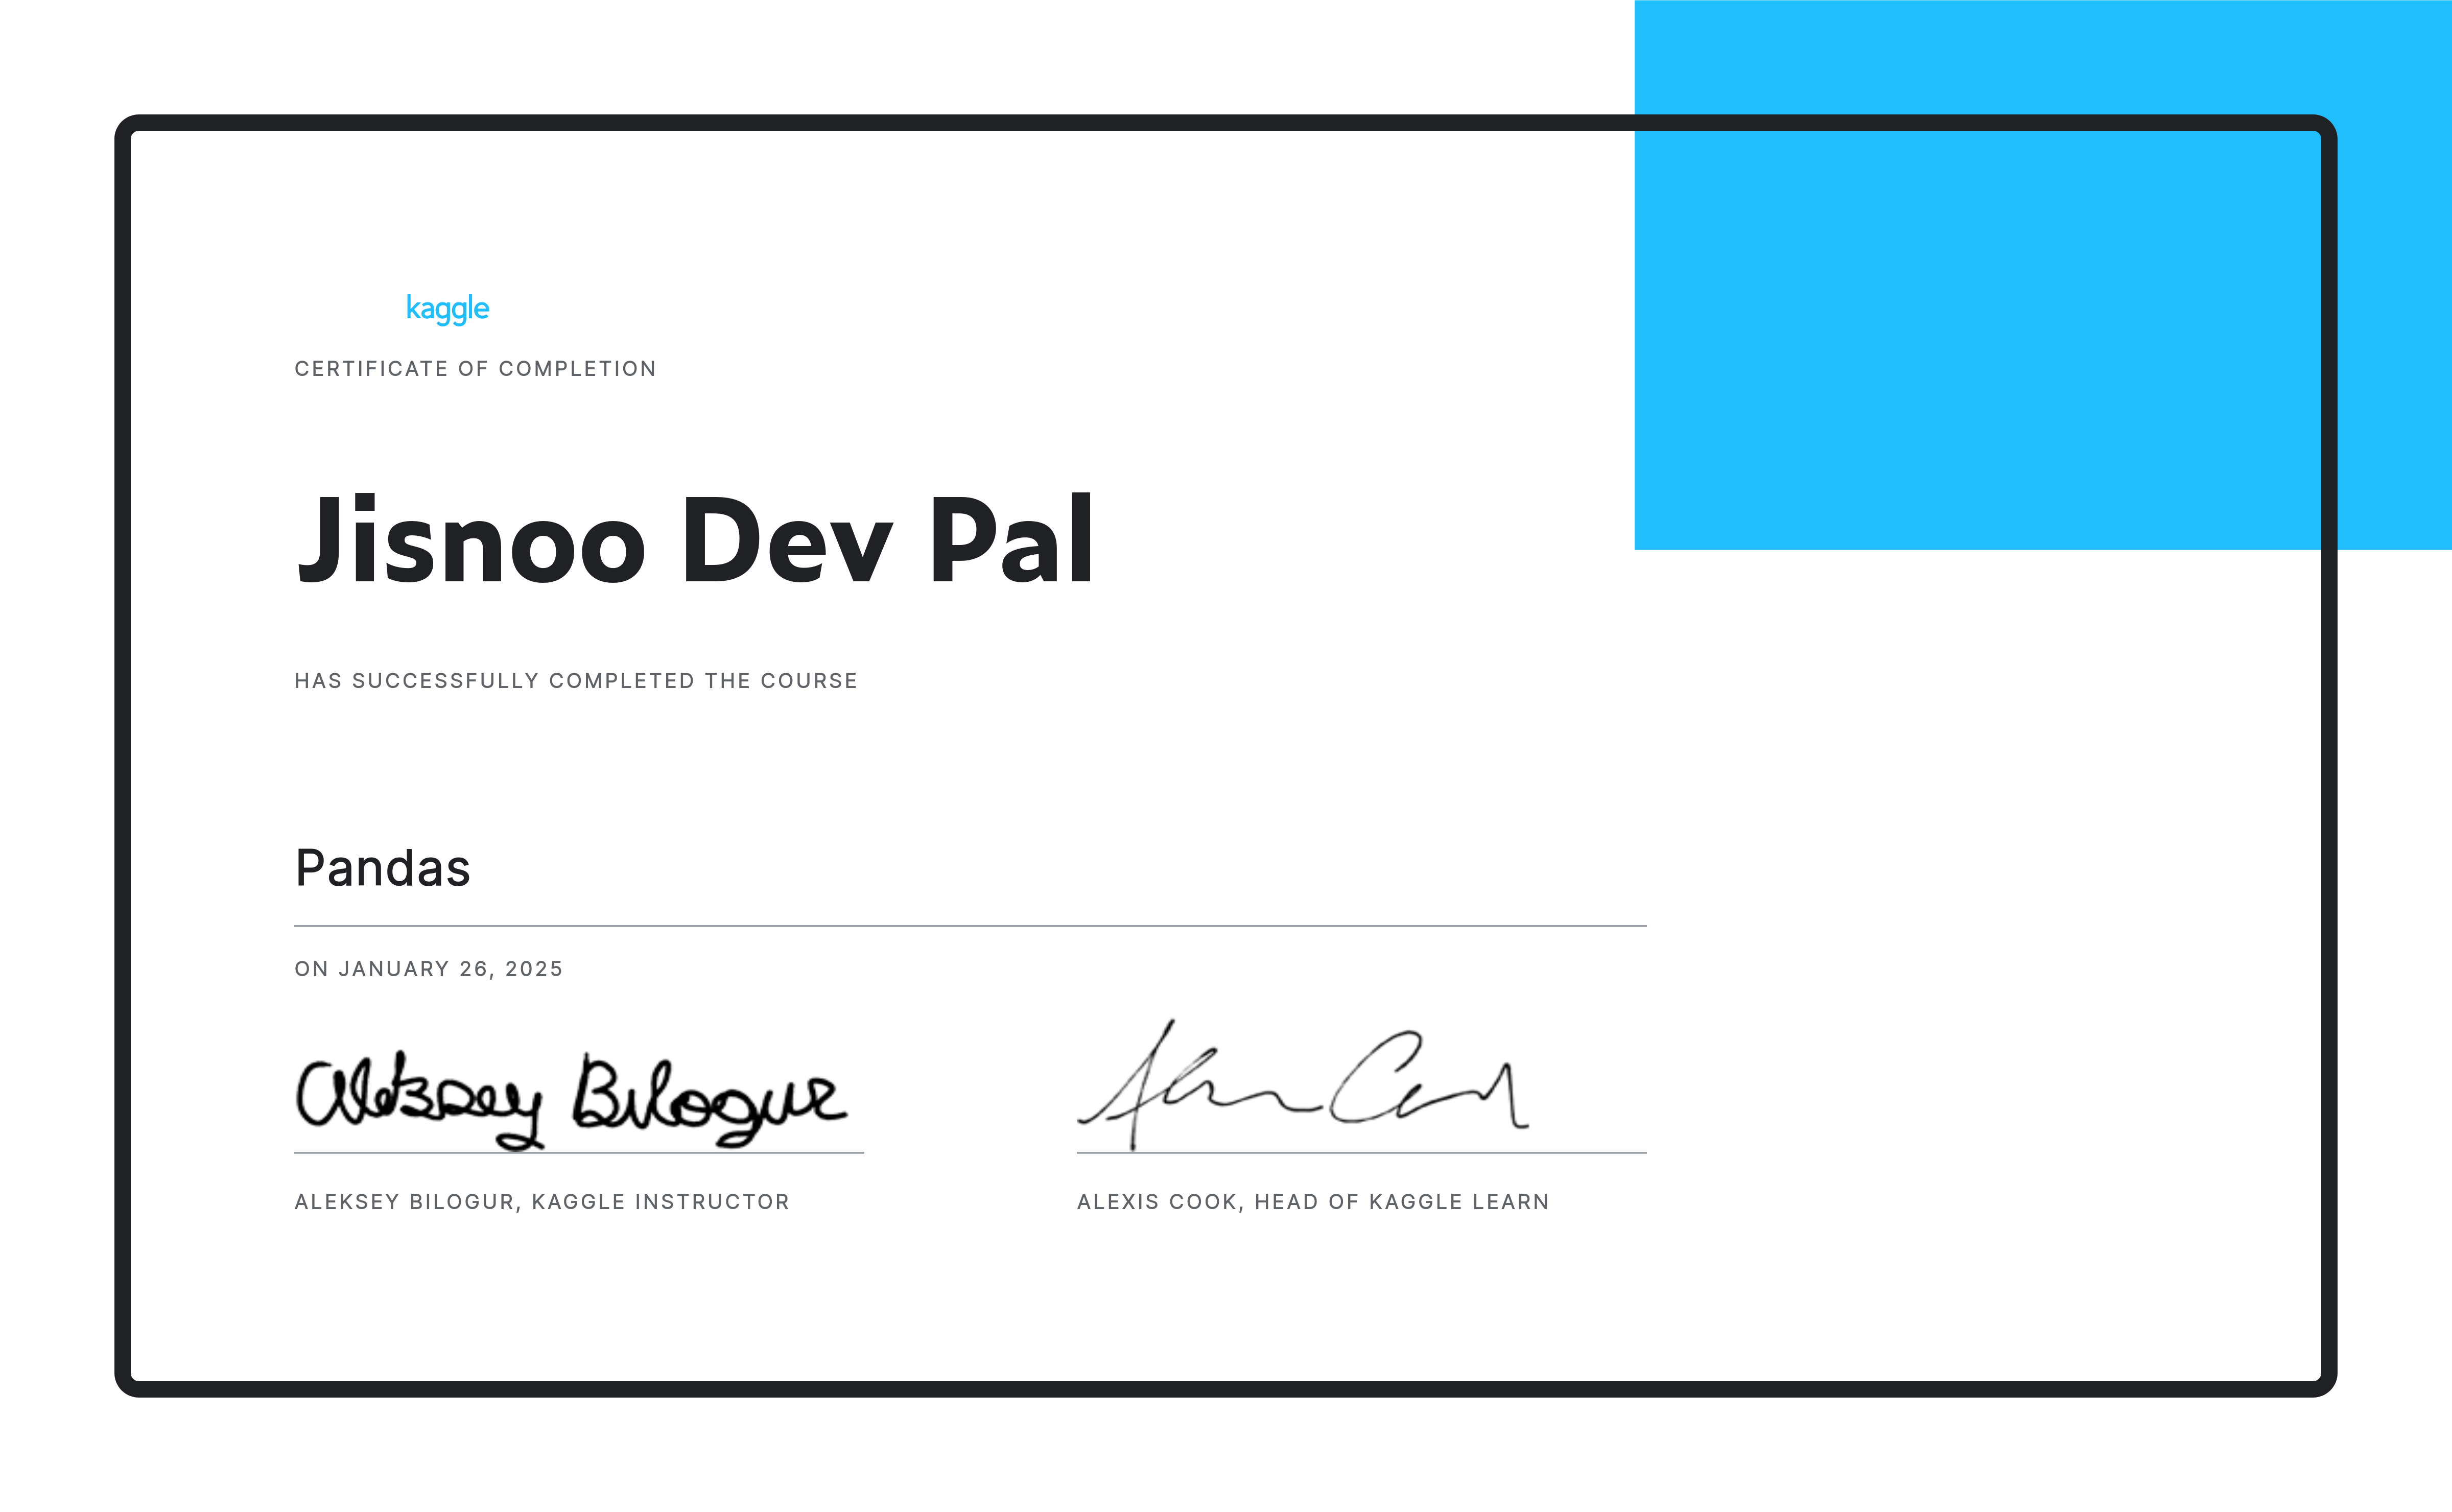 kaggle
CERTIFICATE OF COMPLETION
Jisnoo Dev Pal
HAS SUCCESSFULLY COMPLETED THE COURSE
Pandas
ON JANUARY 26, 2025
Aleksey Bilogur
ALEKSEY BILOGUR, KAGGLE INSTRUCTOR
ALEXIS COOK, HEAD OF KAGGLE LEARN